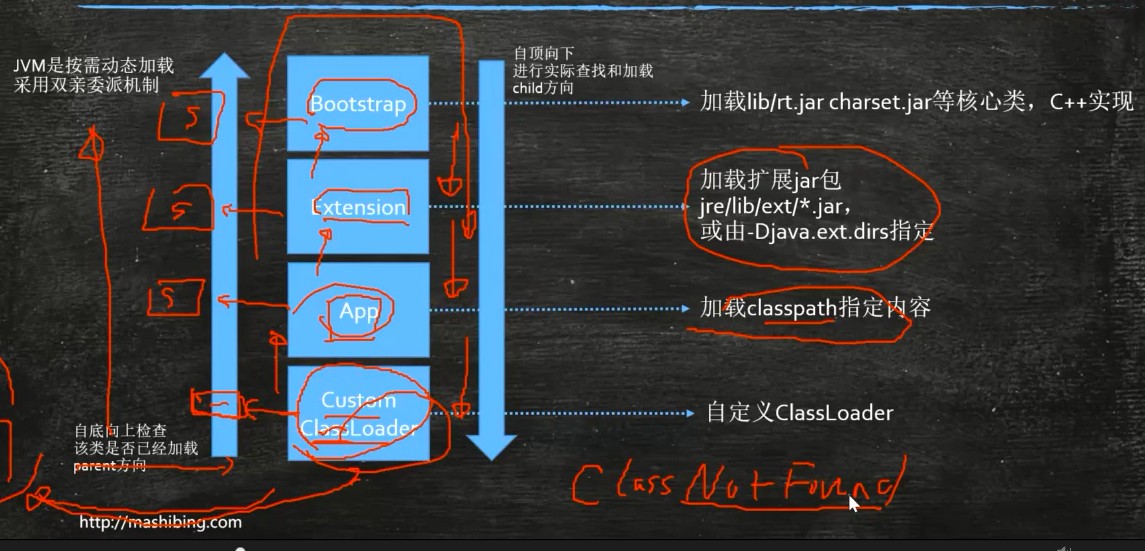 JVM是按需动态加载
采用双亲委派机制
自顶向下
进行实际查找和加载
child方向
Bootstrap
加载lib/rt.jar charset.jar等核心类，C++实现
Extension
加载扩展jar包
jre/lib/ext/*.jar，
或由-Djava.ext.dirs指定
App
加载classpath指定内容
Custom
ClassLoader
自定义ClassLoader
自底向上检查
该类是否已经加载
parent方向
Class Not Found
http://mashibing.com